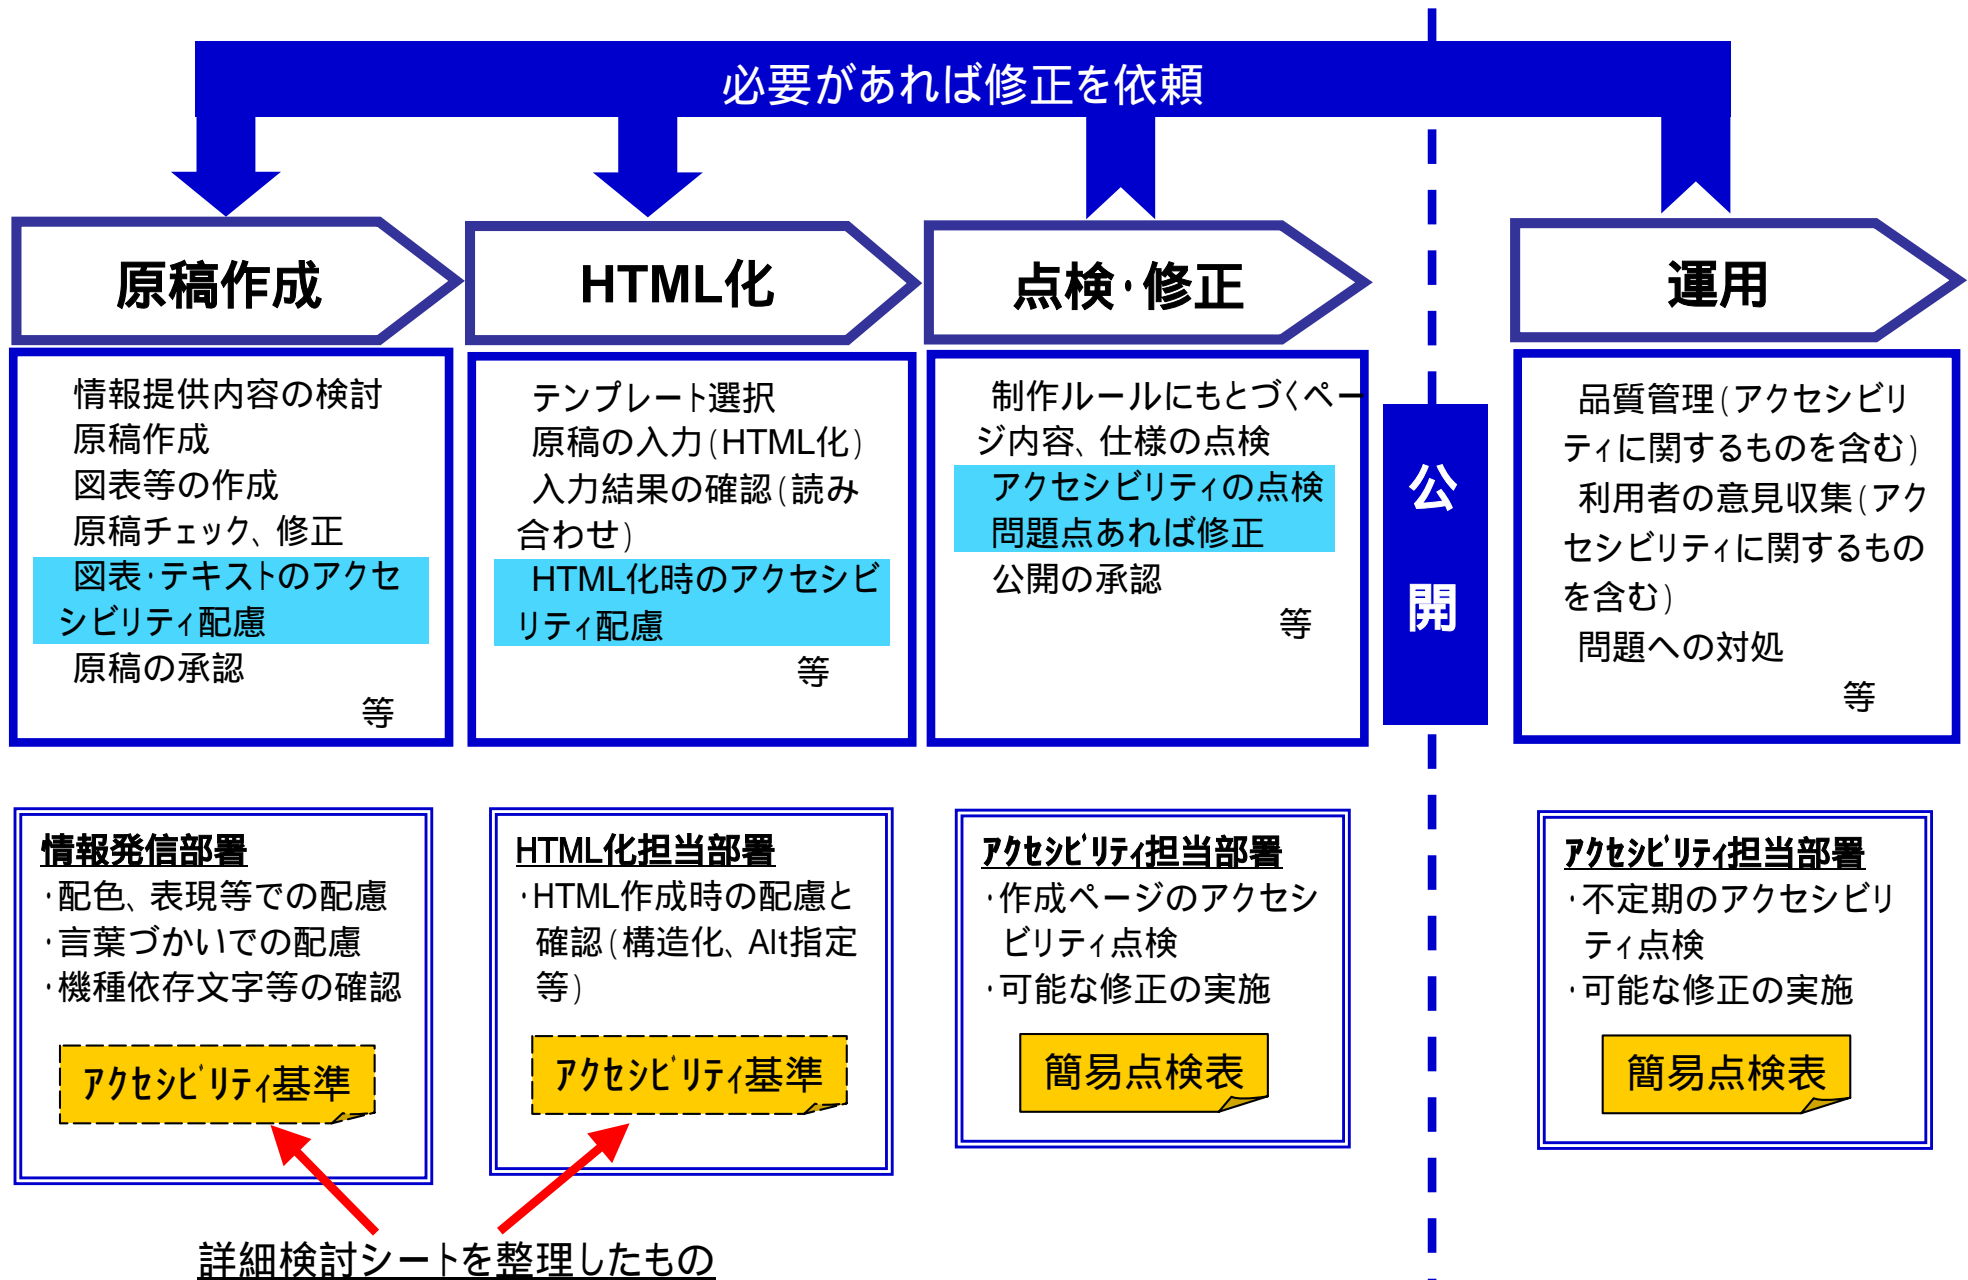 必要があれば修正を依頼
原稿作成
情報提供内容の検討
原稿作成
図表等の作成
原稿チェック、修正
図表・テキストのアクセ
シビリティ配慮
原稿の承認
等
HTML化
テンプレート選択
原稿の入力（HTML化）
入力結果の確認（読み
合わせ）
HTML化時のアクセシビ
リティ配慮
等
点検・修正
制作ルールにもとづくペー
ジ内容、仕様の点検
アクセシビリティの点検
問題点あれば修正
公開の承認
等
公
開
運用
品質管理（アクセシビリ
ティに関するものを含む）
利用者の意見収集（アク
セシビリティに関するもの
を含む）
問題への対処
等
情報発信部署
・配色、表現等での配慮
・言葉づかいでの配慮
・機種依存文字等の確認
ｱｸｾｼﾋﾞﾘﾃｨ基準
HTML化担当部署
・HTML作成時の配慮と
確認（構造化、Alt指定
等）
ｱｸｾｼﾋﾞﾘﾃｨ基準
ｱｸｾｼﾋﾞﾘﾃｨ担当部署
・作成ページのアクセシ
ビリティ点検
・可能な修正の実施
簡易点検表
ｱｸｾｼﾋﾞﾘﾃｨ担当部署
・不定期のアクセシビリ
ティ点検
・可能な修正の実施
簡易点検表
詳細検討シートを整理したもの